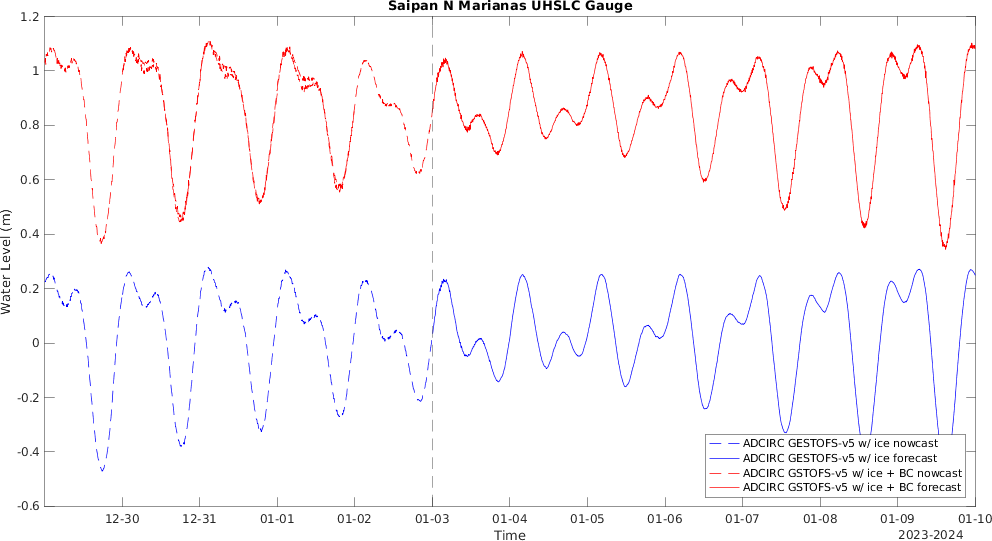 Saipan N Marianas UHSLC Gauge
1.2
1
0.8
0.6
0.4
0.2
0
-0.2
-0.4
-0.6
Water Level (m)
12-30 12-31 01-01 01-02 01-03 01-04 01-05 01-06 01-07 01-08 01-09 01-10
Time
2023-2024
ADCIRC GESTOFS-v5 w/ ice nowcast
ADCIRC GESTOFS-v5 w/ ice forecast
ADCIRC GSTOFS-v5 w/ ice + BC nowcast
ADCIRC GSTOFS-v5 w/ ice + BC forecast